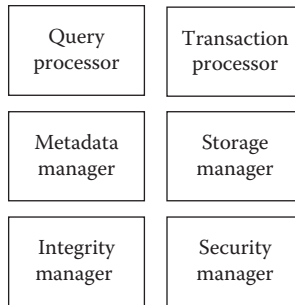 Query
processor
Transaction
processor
Metadata
manager
Storage
manager
Integrity
manager
Security
manager